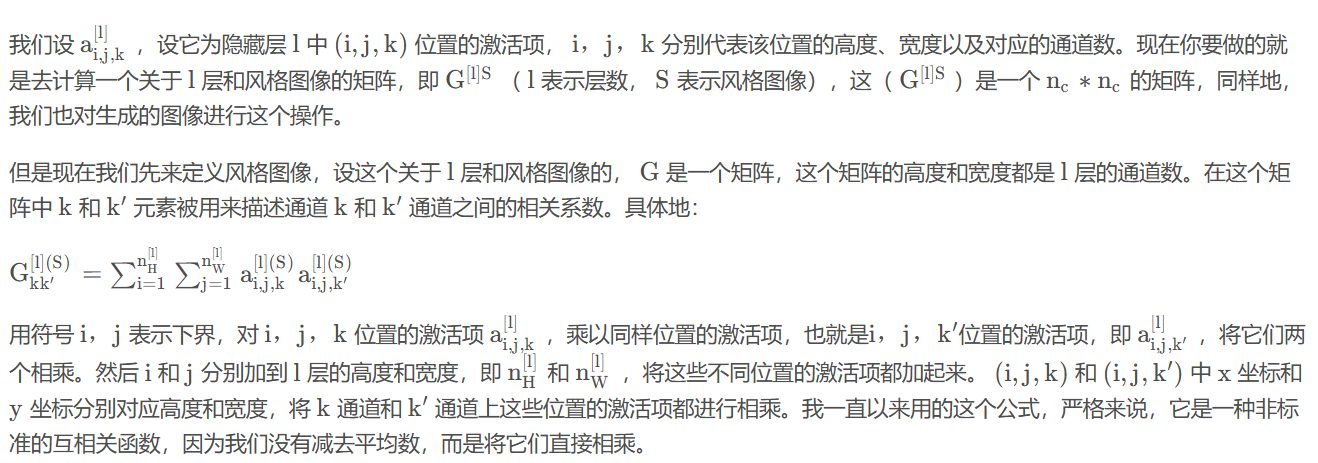 我们设 a^{[l]}_{i,j,k} ，设它为隐藏层 l 中 (i,j,k) 位置的激活项， i，j，k 分别代表该位置的高度、宽度以及对应的通道数。现在你要做的就
是去计算一个关于 l 层和风格图像的矩阵，即 G^{[l]S} （ l 表示层数， S 表示风格图像），这（ G^{[l]S} ）是一个 n_c ∗ n_c 的矩阵，同样地，
我们也对生成的图像进行这个操作。
但是现在我们先来定义风格图像，设这个关于 l 层和风格图像的， G 是一个矩阵，这个矩阵的高度和宽度都是 l 层的通道数。在这个矩
阵中 k 和 k′ 元素被用来描述通道 k 和 k′ 通道之间的相关系数。具体地：
G^{[l](S)}_{kk′} = ∑^{n_H^{[l]}}_{i=1} ∑^{n_W^{[l]}}_{j=1} a^{[l](S)}_{i,j,k} a^{[l](S)}_{i,j,k′}
用符号 i，j 表示下界，对 i，j，k 位置的激活项 a^{[l]}_{i,j,k} ，乘以同样位置的激活项，也就是i，j，k′位置的激活项，即 a^{[l]}_{i,j,k′} ，将它们两
个相乘。然后 i 和 j 分别加到 l 层的高度和宽度，即 n_H^{[l]} 和 n_W^{[l]} ，将这些不同位置的激活项都加起来。 (i,j,k) 和 (i,j,k′) 中 x 坐标和
y 坐标分别对应高度和宽度，将 k 通道和 k′ 通道上这些位置的激活项都进行相乘。我一直以来用的这个公式，严格来说，它是一种非标
准的互相关函数，因为我们没有减去平均数，而是将它们直接相乘。